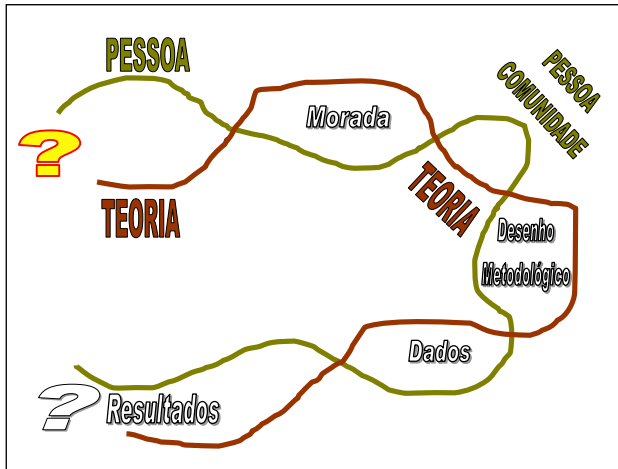 PESSOA
PESSOA
COMUNIDADE
Morada
?
TEORIA
TEORIA
Desenho
Metodológico
Dados
?
Resultados